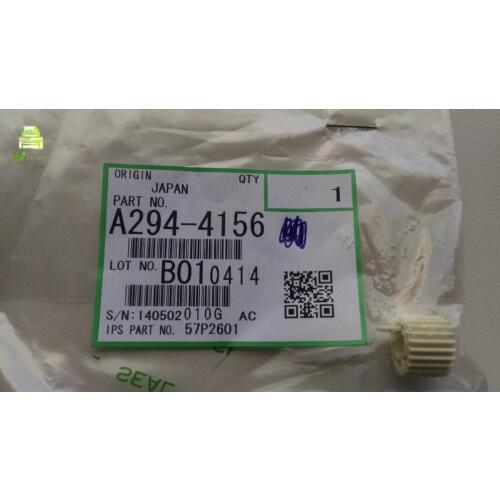 ORIGIN QTY
JAPAN 1
PART NO.
A294-4156
LOT NO. B010414
S/N:140502010G AC
IPS PART NO. 57P2601
SEAL